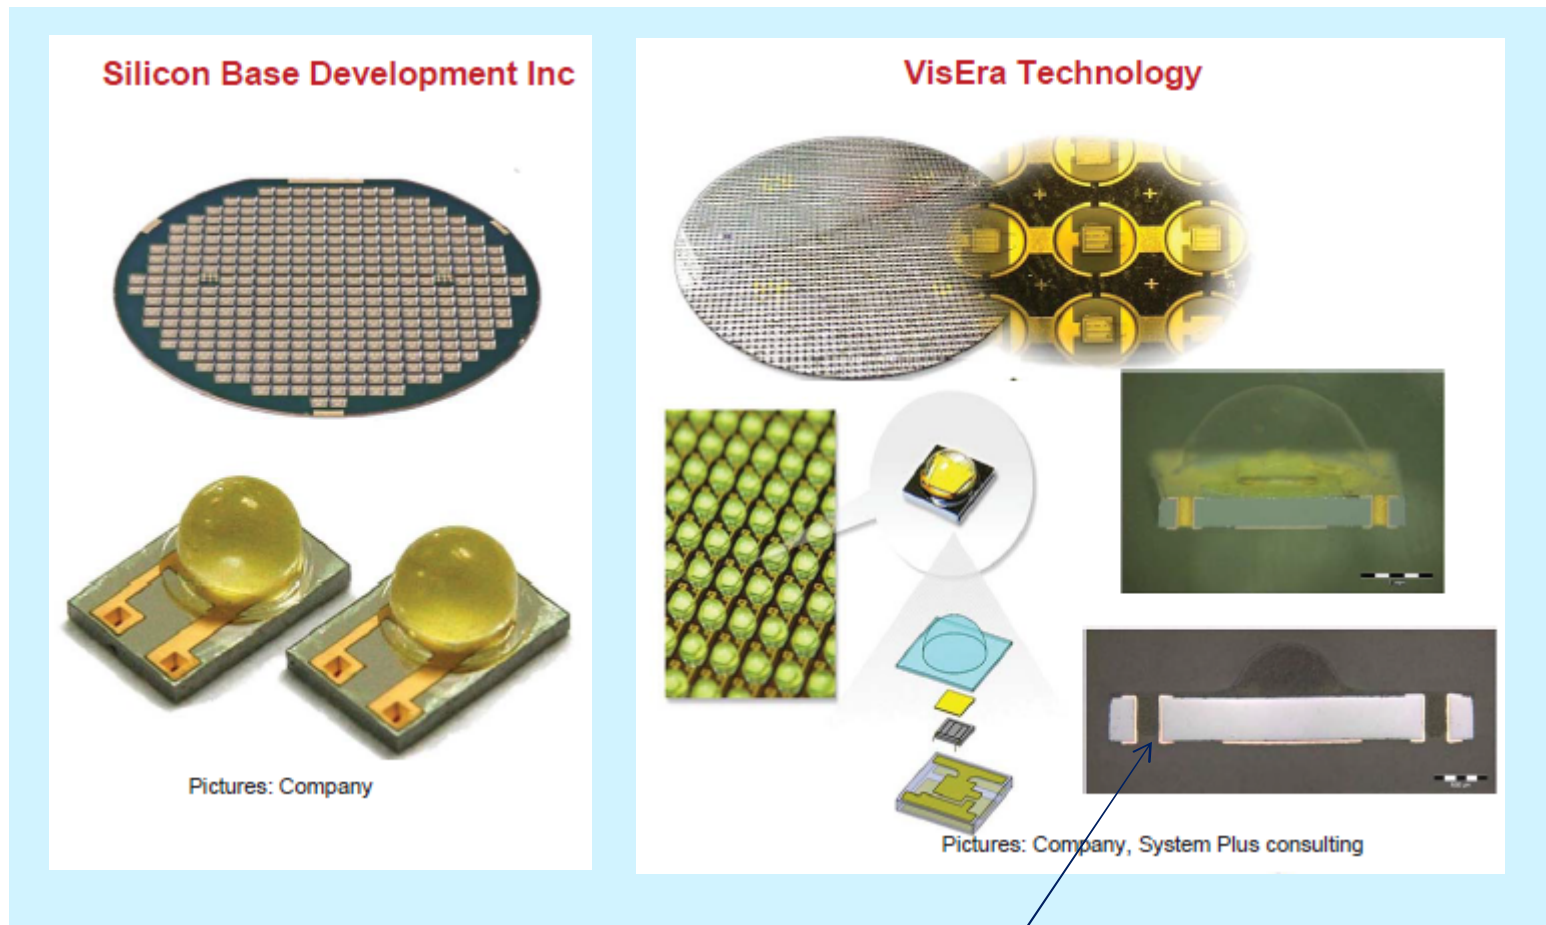 Silicon Base Development Inc
Pictures: Company
VisEra Technology
Pictures: Company, System Plus consulting